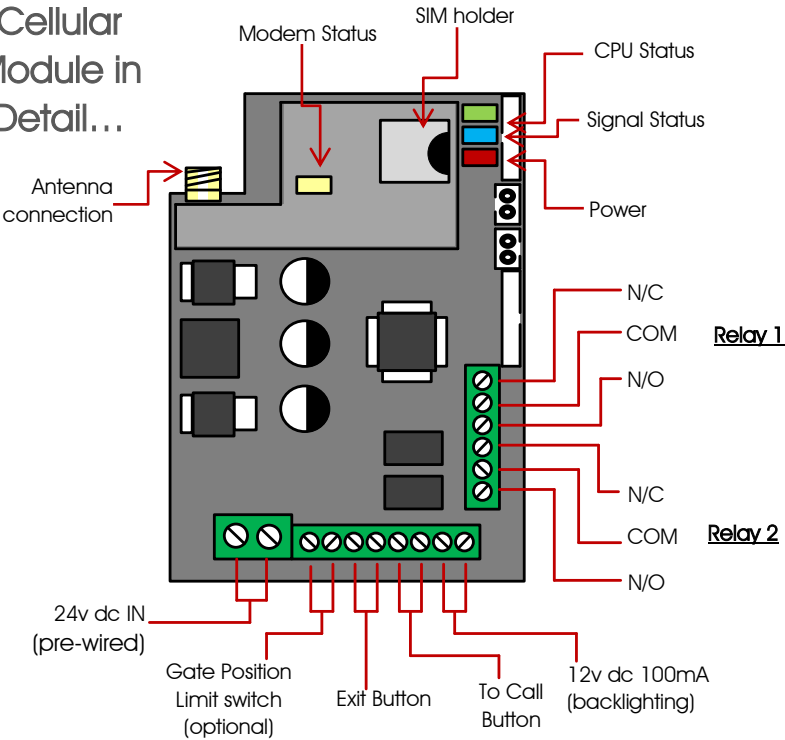 Cellular
Module in
Detail...
Modem Status
SIM holder
CPU Status
Signal Status
Antenna
connection
Power
N/C
COM
Relay 1
N/O
N/C
COM
Relay 2
N/O
24v dc IN
(pre-wired)
Gate Position
Limit switch
(optional)
Exit Button
To Call
Button
12v dc 100mA
(backlighting)